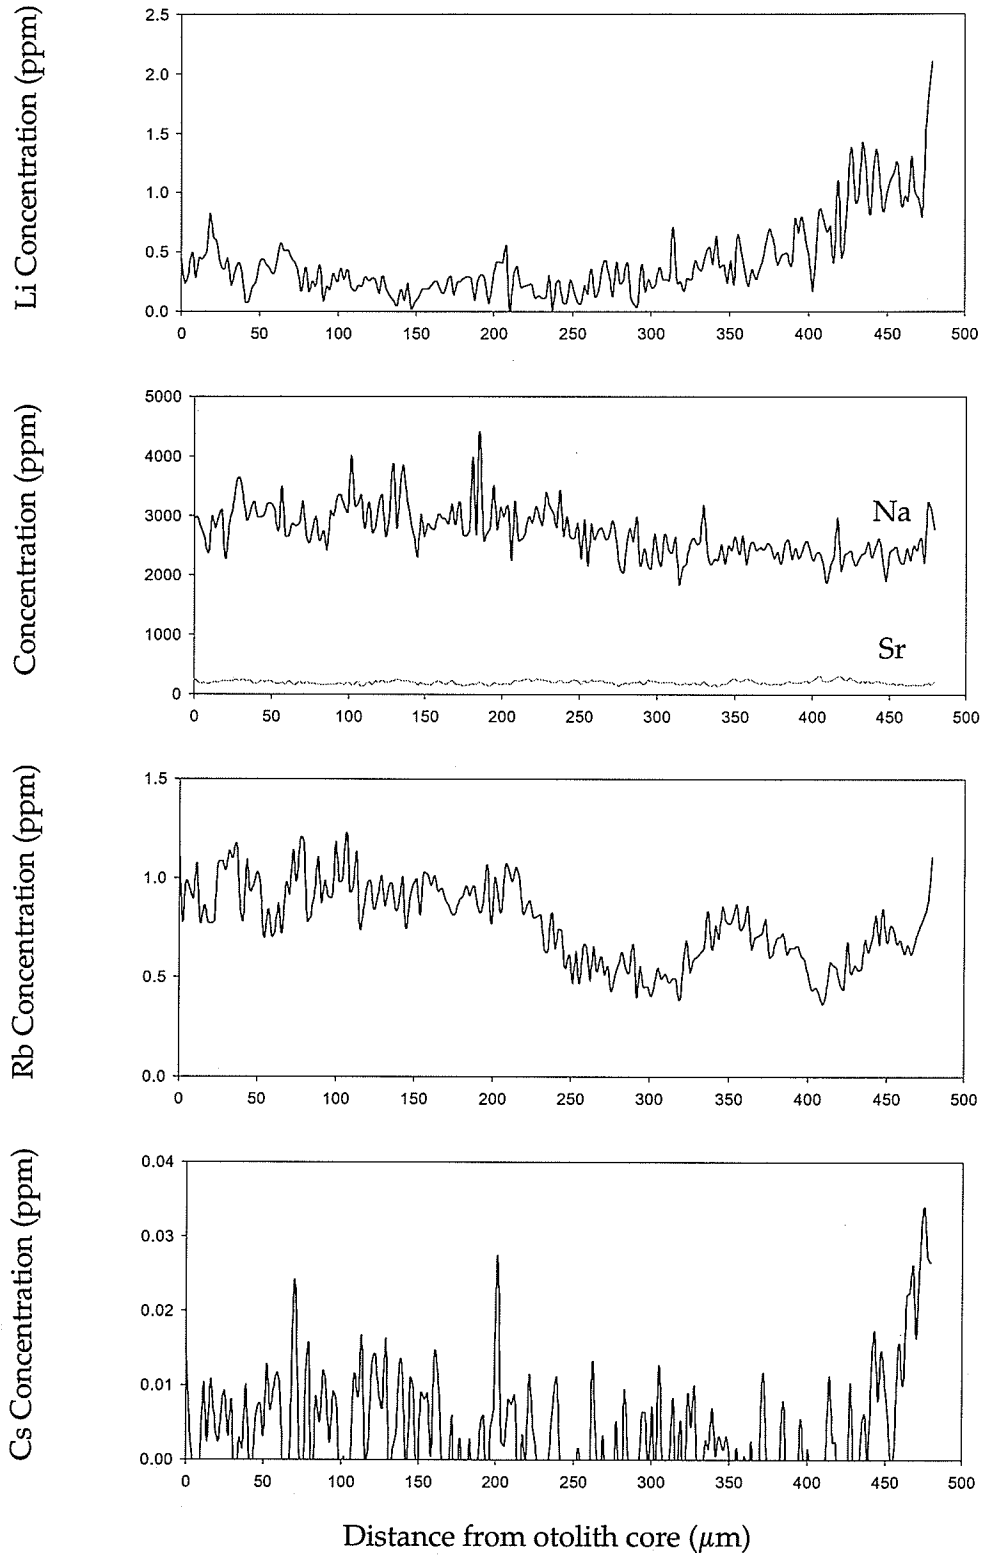 Li Concentration (ppm)
2.5
2.0
1.5
1.0
0.5
0.0
0 50 100 150 200 250 300 350 400 450 500
Concentration (ppm)
5000
4000
3000
2000
1000
0
Na
Sr
0 50 100 150 200 250 300 350 400 450 500
Rb Concentration (ppm)
1.5
1.0
0.5
0.0
0 50 100 150 200 250 300 350 400 450 500
Cs Concentration (ppm)
0.04
0.03
0.02
0.01
0.00
0 50 100 150 200 250 300 350 400 450 500
Distance from otolith core (μm)